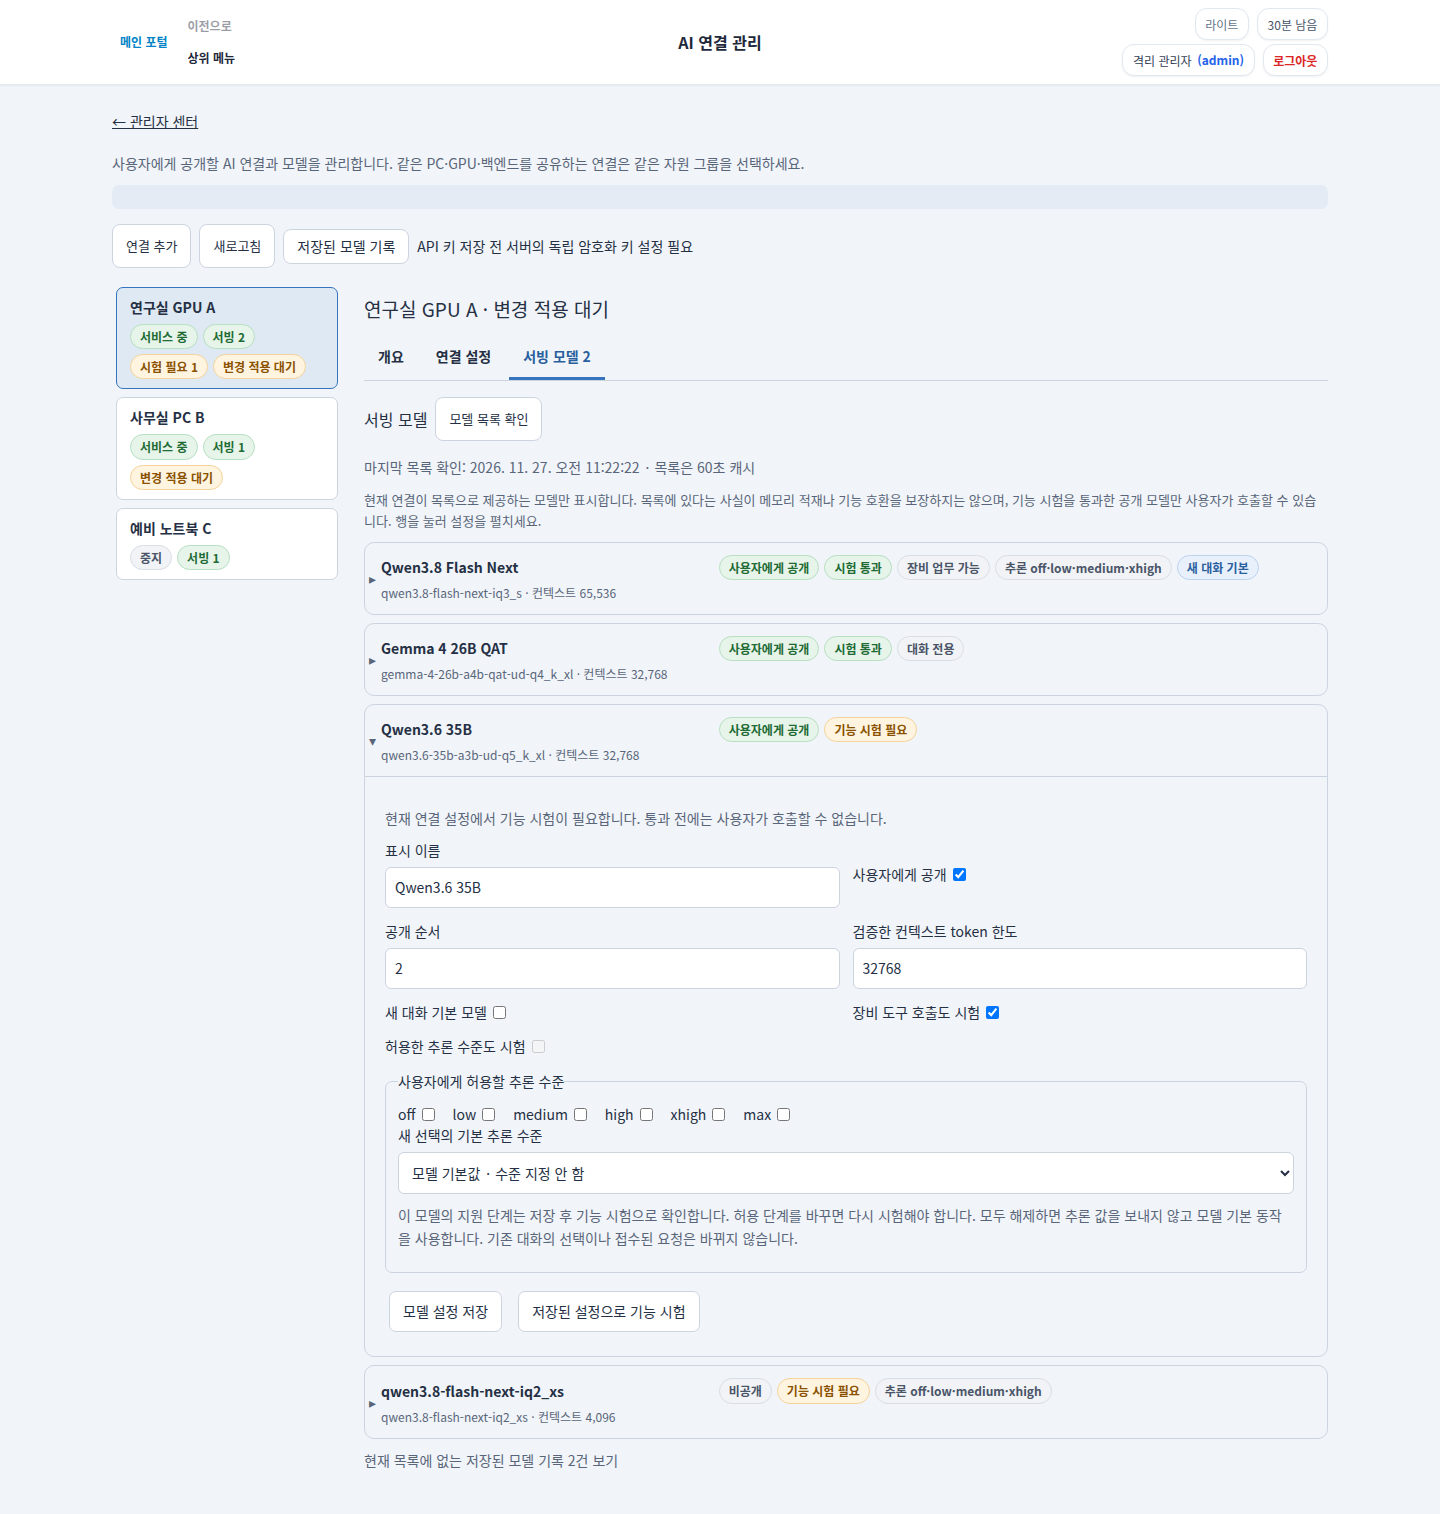 메인 포털
이전으로
상위 메뉴
AI 연결 관리
라이트
30분 남음
격리 관리자 (admin)
로그아웃
← 관리자 센터
사용자에게 공개할 AI 연결과 모델을 관리합니다. 같은 PC·GPU·백엔드를 공유하는 연결은 같은 자원 그룹을 선택하세요.
연결 추가
새로고침
저장된 모델 기록
API 키 저장 전 서버의 독립 암호화 키 설정 필요
연구실 GPU A
서비스 중
서빙 2
시험 필요 1
변경 적용 대기
사무실 PC B
서비스 중
서빙 1
변경 적용 대기
예비 노트북 C
중지
서빙 1
연구실 GPU A · 변경 적용 대기
개요
연결 설정
서빙 모델 2
서빙 모델
모델 목록 확인
마지막 목록 확인: 2026. 11. 27. 오전 11:22:22 · 목록은 60초 캐시
현재 연결이 목록으로 제공하는 모델만 표시합니다. 목록에 있다는 사실이 메모리 적재나 기능 호환을 보장하지는 않으며, 기능 시험을 통과한 공개 모델만 사용자가 호출할 수 있습
니다. 행을 눌러 설정을 펼치세요.
▸ Qwen3.8 Flash Next
사용자에게 공개
시험 통과
장비 업무 가능
추론 off·low·medium·xhigh
새 대화 기본
qwen3.8-flash-next-iq3_s · 컨텍스트 65,536
▸ Gemma 4 26B QAT
사용자에게 공개
시험 통과
대화 전용
gemma-4-26b-a4b-qat-ud-q4_k_xl · 컨텍스트 32,768
▾ Qwen3.6 35B
사용자에게 공개
기능 시험 필요
qwen3.6-35b-a3b-ud-q5_k_xl · 컨텍스트 32,768
현재 연결 설정에서 기능 시험이 필요합니다. 통과 전에는 사용자가 호출할 수 없습니다.
표시 이름
Qwen3.6 35B
사용자에게 공개
공개 순서
2
검증한 컨텍스트 token 한도
32768
새 대화 기본 모델
장비 도구 호출도 시험
허용한 추론 수준도 시험
사용자에게 허용할 추론 수준
off low medium high xhigh max
새 선택의 기본 추론 수준
모델 기본값 · 수준 지정 안 함
이 모델의 지원 단계는 저장 후 기능 시험으로 확인합니다. 허용 단계를 바꾸면 다시 시험해야 합니다. 모두 해제하면 추론 값을 보내지 않고 모델 기본 동작
을 사용합니다. 기존 대화의 선택이나 접수된 요청은 바뀌지 않습니다.
모델 설정 저장
저장된 설정으로 기능 시험
▸ qwen3.8-flash-next-iq2_xs
비공개
기능 시험 필요
추론 off·low·medium·xhigh
qwen3.8-flash-next-iq2_xs · 컨텍스트 4,096
현재 목록에 없는 저장된 모델 기록 2건 보기